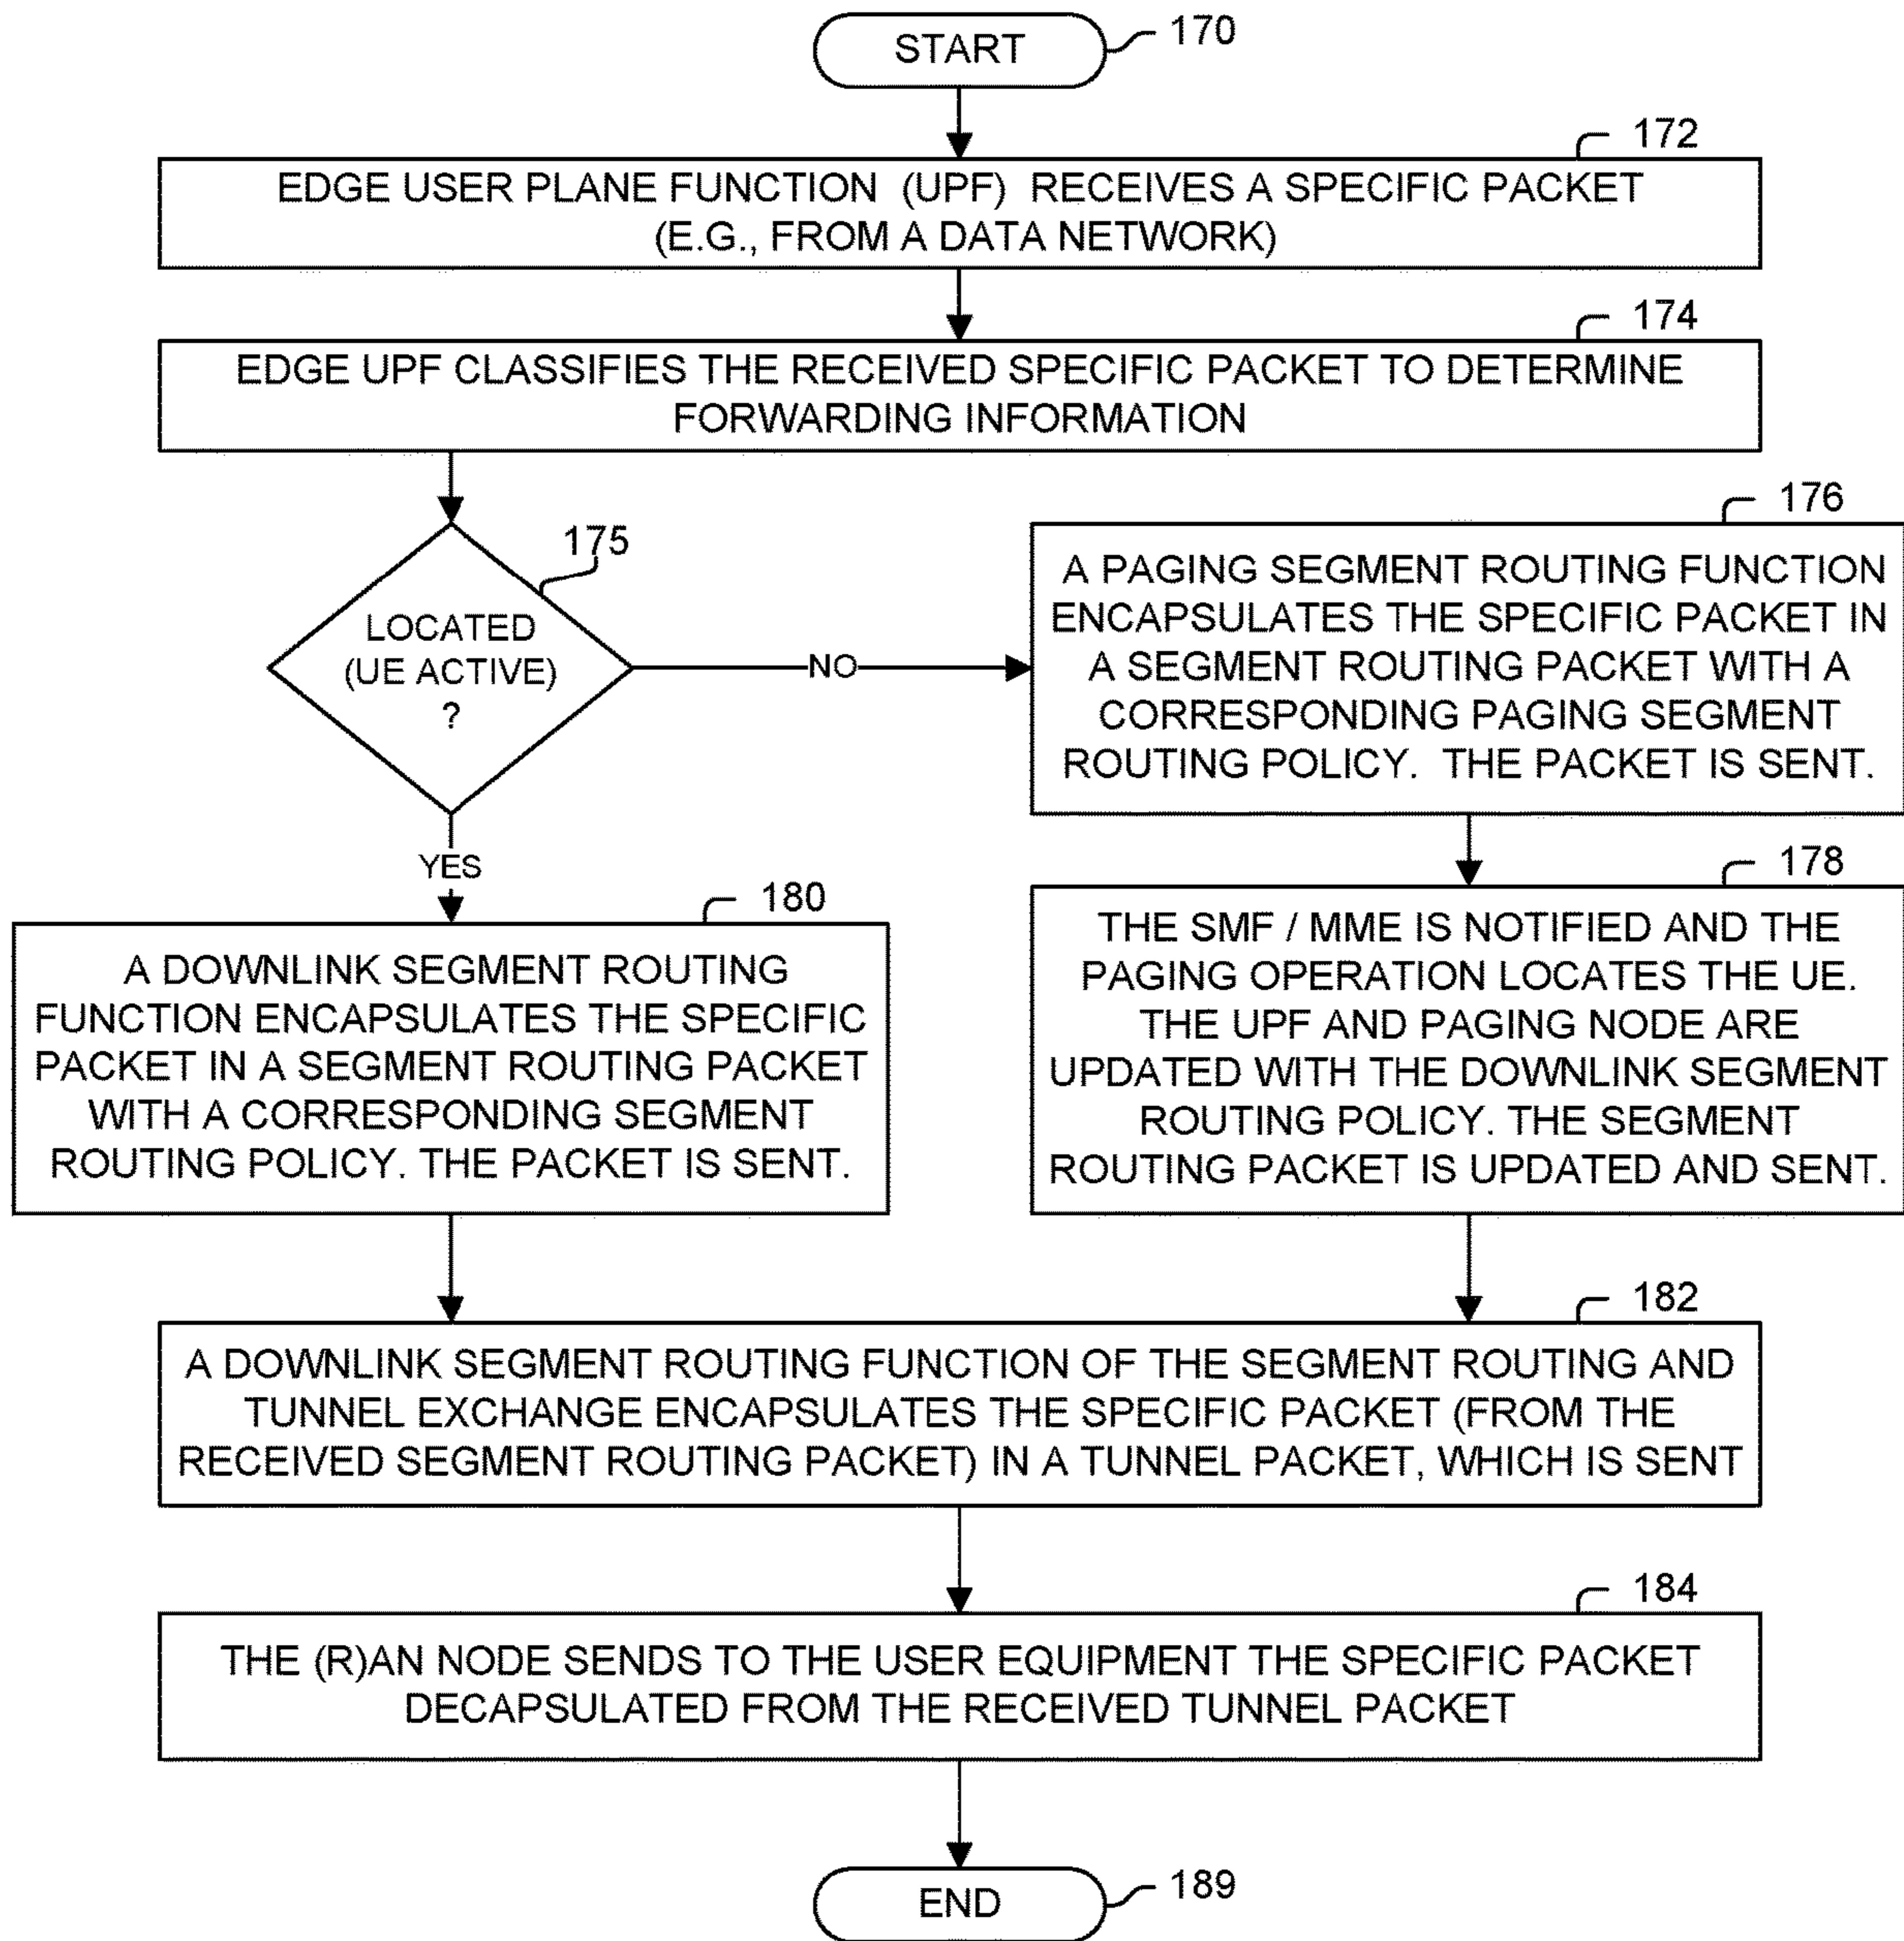 START
170
172
EDGE USER PLANE FUNCTION (UPF) RECEIVES A SPECIFIC PACKET
(E.G., FROM A DATA NETWORK)
174
EDGE UPF CLASSIFIES THE RECEIVED SPECIFIC PACKET TO DETERMINE
FORWARDING INFORMATION
175
LOCATED
(UE ACTIVE)
?
NO
YES
176
A PAGING SEGMENT ROUTING FUNCTION
ENCAPSULATES THE SPECIFIC PACKET IN
A SEGMENT ROUTING PACKET WITH A
CORRESPONDING PAGING SEGMENT
ROUTING POLICY. THE PACKET IS SENT.
178
THE SMF / MME IS NOTIFIED AND THE
PAGING OPERATION LOCATES THE UE.
THE UPF AND PAGING NODE ARE
UPDATED WITH THE DOWNLINK SEGMENT
ROUTING POLICY. THE SEGMENT
ROUTING PACKET IS UPDATED AND SENT.
180
A DOWNLINK SEGMENT ROUTING
FUNCTION ENCAPSULATES THE SPECIFIC
PACKET IN A SEGMENT ROUTING PACKET
WITH A CORRESPONDING SEGMENT
ROUTING POLICY. THE PACKET IS SENT.
182
A DOWNLINK SEGMENT ROUTING FUNCTION OF THE SEGMENT ROUTING AND
TUNNEL EXCHANGE ENCAPSULATES THE SPECIFIC PACKET (FROM THE
RECEIVED SEGMENT ROUTING PACKET) IN A TUNNEL PACKET, WHICH IS SENT
184
THE (R)AN NODE SENDS TO THE USER EQUIPMENT THE SPECIFIC PACKET
DECAPSULATED FROM THE RECEIVED TUNNEL PACKET
END
189